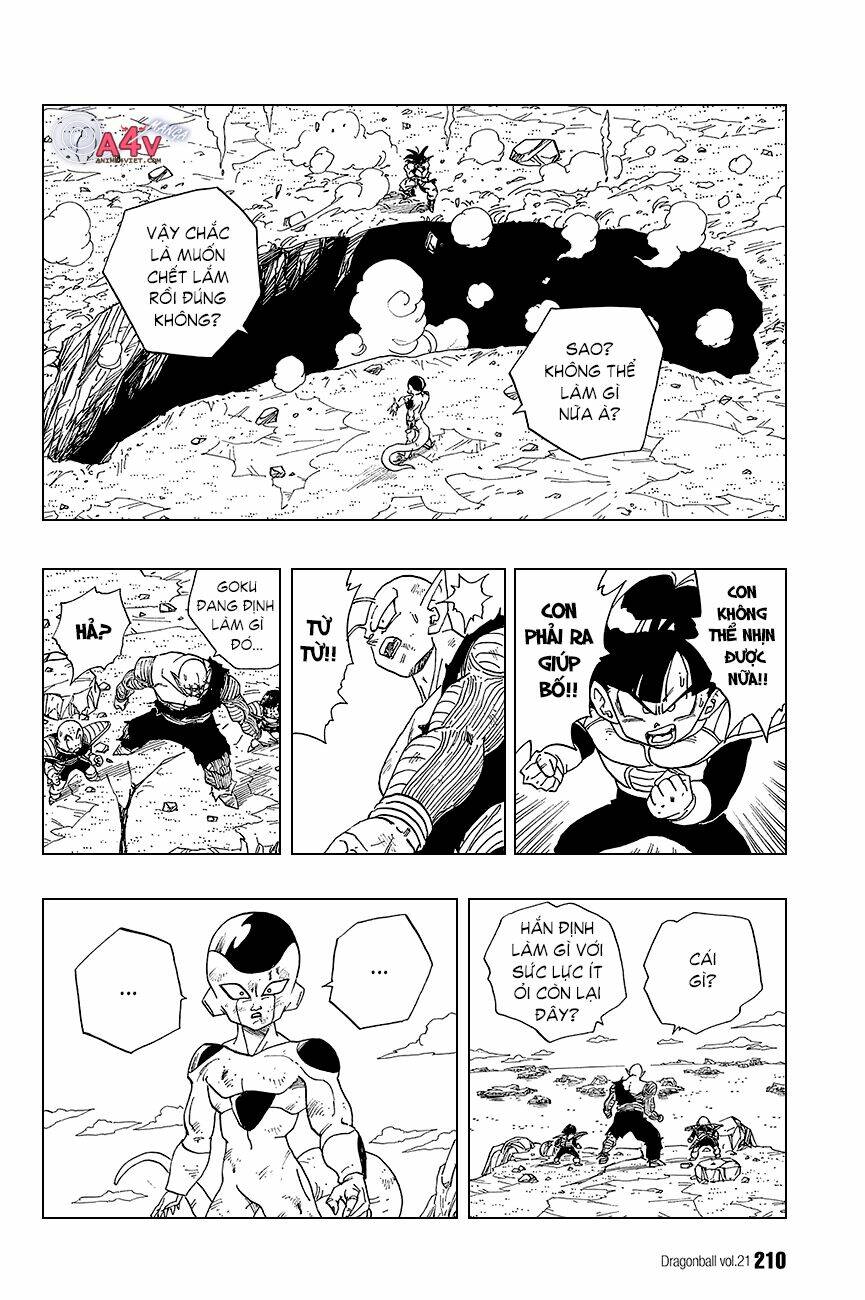 A4V
MANGA
ANIME4VIET.COM
SAO?
KHÔNG THỂ
LÀM GÌ
NỮA À?
VẬY CHẮC
LÀ MUỐN
CHẾT LẮM
RỒI ĐÚNG
KHÔNG?
CON
KHÔNG
THỂ NHỊN
ĐƯỢC
NỮA!!
CON
PHẢI RA
GIÚP
BỐ!!
TỪ
TỪ!!
GOKU
ĐANG ĐỊNH
LÀM GÌ
ĐÓ...
HẢ?
CÁI
GÌ?
HẮN ĐỊNH
LÀM GÌ VỚI
SỨC LỰC ÍT
ỎI CÒN LẠI
ĐÂY?
...
...
Dragonball vol.21 210